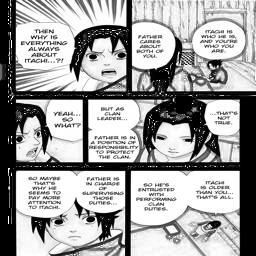 ITACHI IS
WHO HE IS,
AND YOU'RE
WHO YOU
ARE.
FATHER
CARES ABOUT
BOTH OF
YOU.
THEN
WHY IS
EVERYTHING
ALWAYS
ABOUT
ITACHI...?!
...THAT'S
NOT
TRUE.
BUT AS
CLAN
LEADER...
FATHER IS IN
A POSITION OF
RESPONSIBILITY
TO PROTECT
THE CLAN.
YEAH...
SO
WHAT?
ITACHI IS
OLDER
THAN YOU...
THAT'S ALL.
SO HE'S
ENTRUSTED
WITH
PERFORMING
CLAN
DUTIES.
FATHER IS IN
CHARGE OF
SUPERVISING
THOSE
DUTIES...
SO MAYBE
THAT'S
WHY HE
SEEMS TO
PAY MORE
ATTENTION
TO ITACHI.